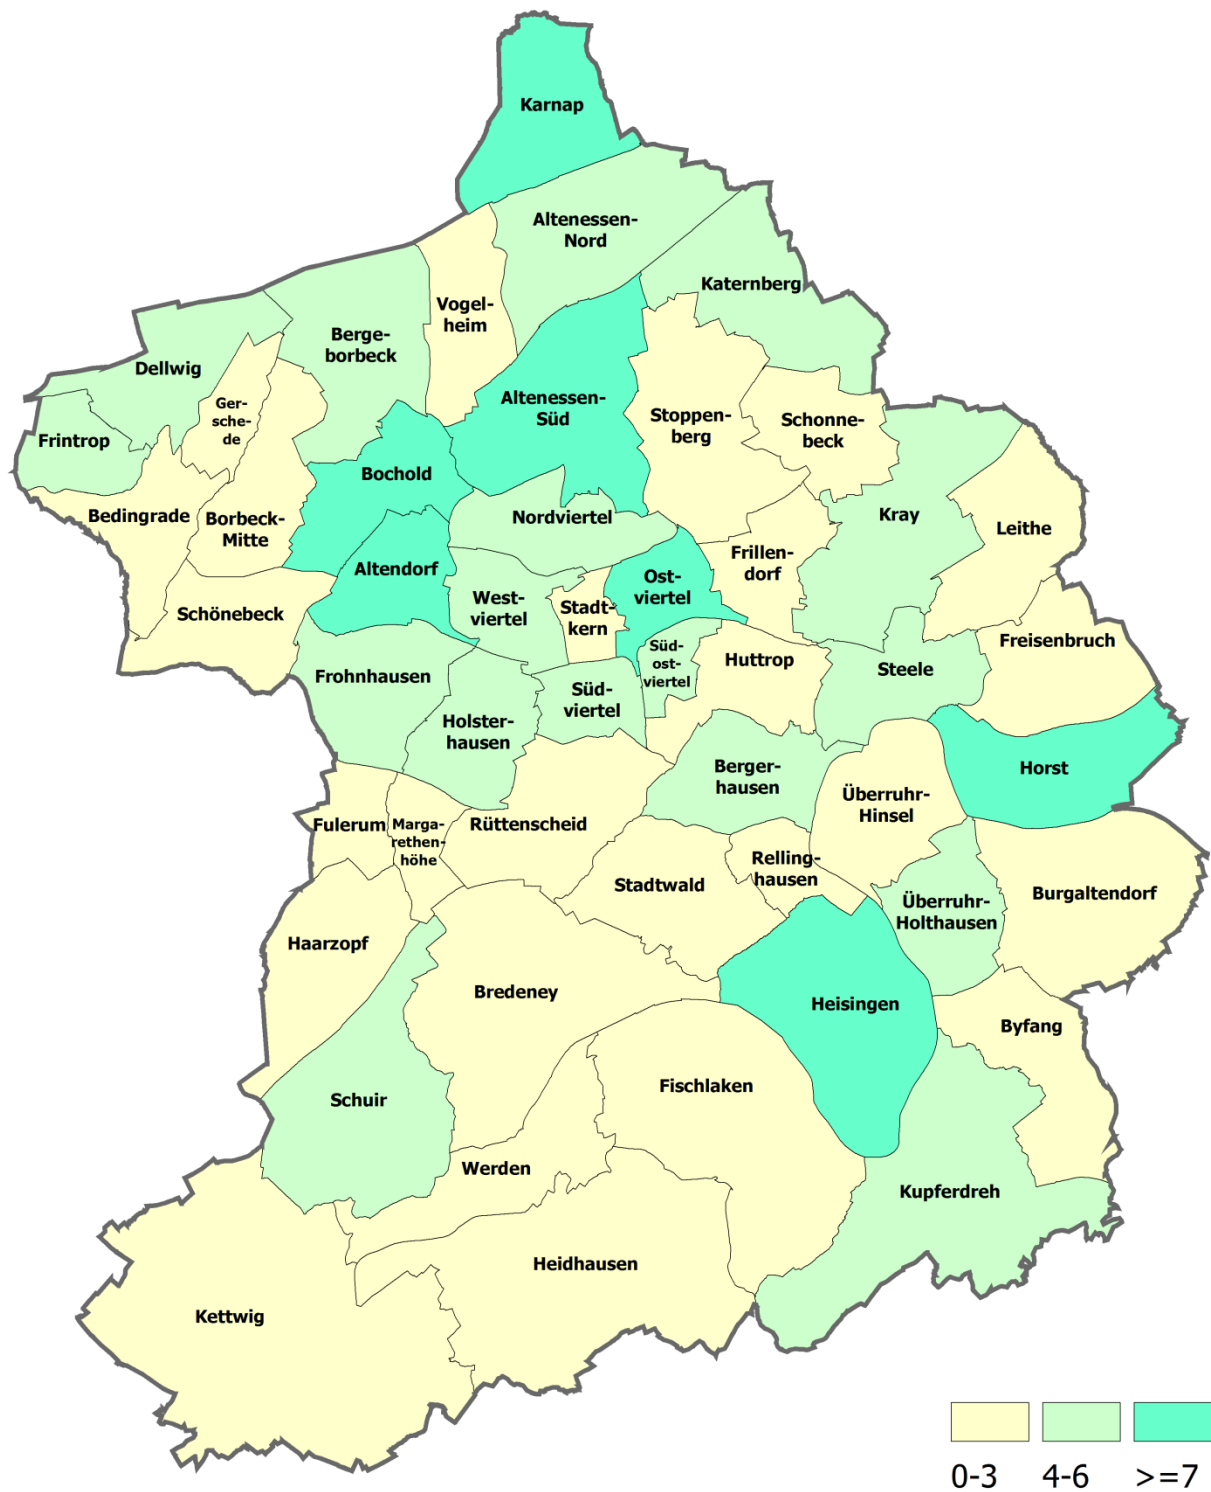 Karnap
Altenessen-
Nord
Katernberg
Vogel-
heim
Berge-
borbeck
Dellwig
Ger-
sche-
de
Frintrop
Altenessen-
Süd
Stoppen-
berg
Schonne-
beck
Bochold
Bedingrade
Borbeck-
Mitte
Nordviertel
Kray
Leithe
Altendorf
Frillen-
dorf
Ost-
viertel
West-
viertel
Stadt-
kern
Schönebeck
Freisenbruch
Süd-
ost-
viertel
Huttrop
Steele
Frohnhausen
Süd-
viertel
Holster-
hausen
Horst
Berger-
hausen
Überruhr-
Hinsel
Fulerum
Marga-
rethen-
höhe
Rüttenscheid
Relling-
hausen
Stadtwald
Burgaltendorf
Überruhr-
Holthausen
Haarzopf
Bredeney
Heisingen
Byfang
Fischlaken
Schuir
Werden
Kupferdreh
Heidhausen
Kettwig
0-3
4-6
>=7